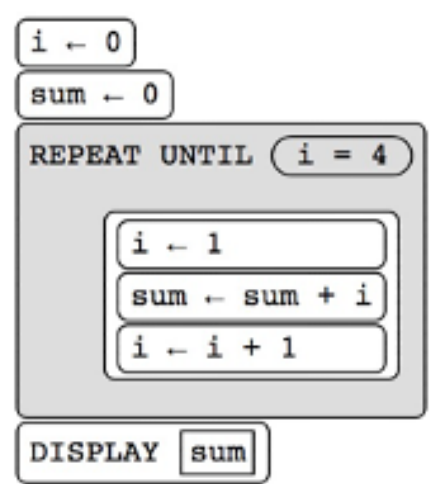 i ← 0
sum ← 0
REPEAT UNTIL i = 4
i ← 1
sum ← sum + i
i ← i + 1
DISPLAY sum